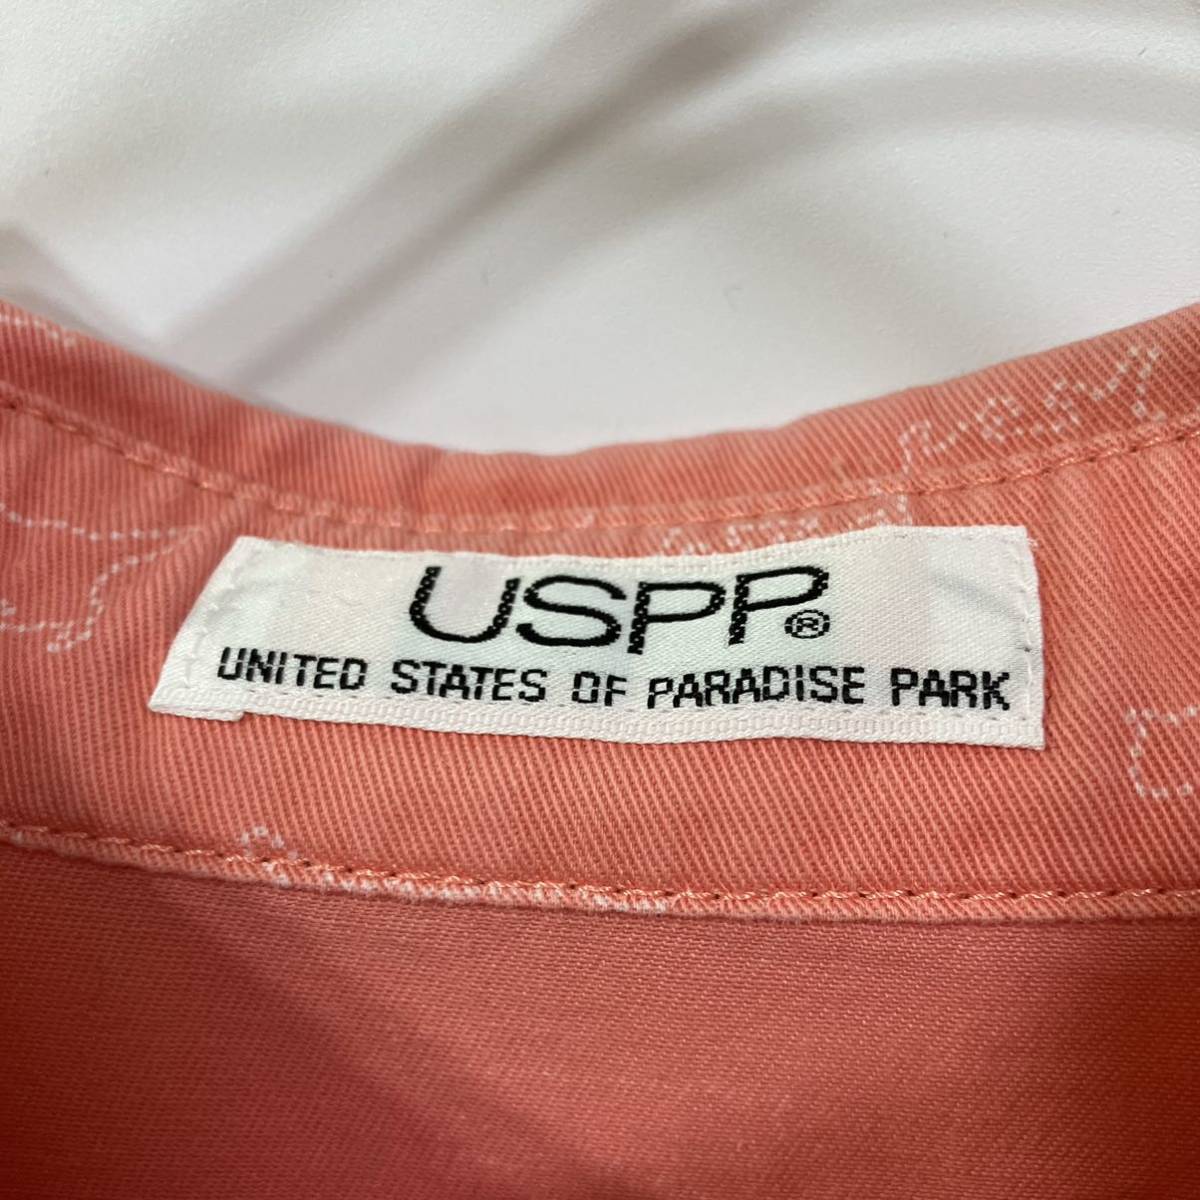 USPP®
UNITED STATES OF PARADISE PARK